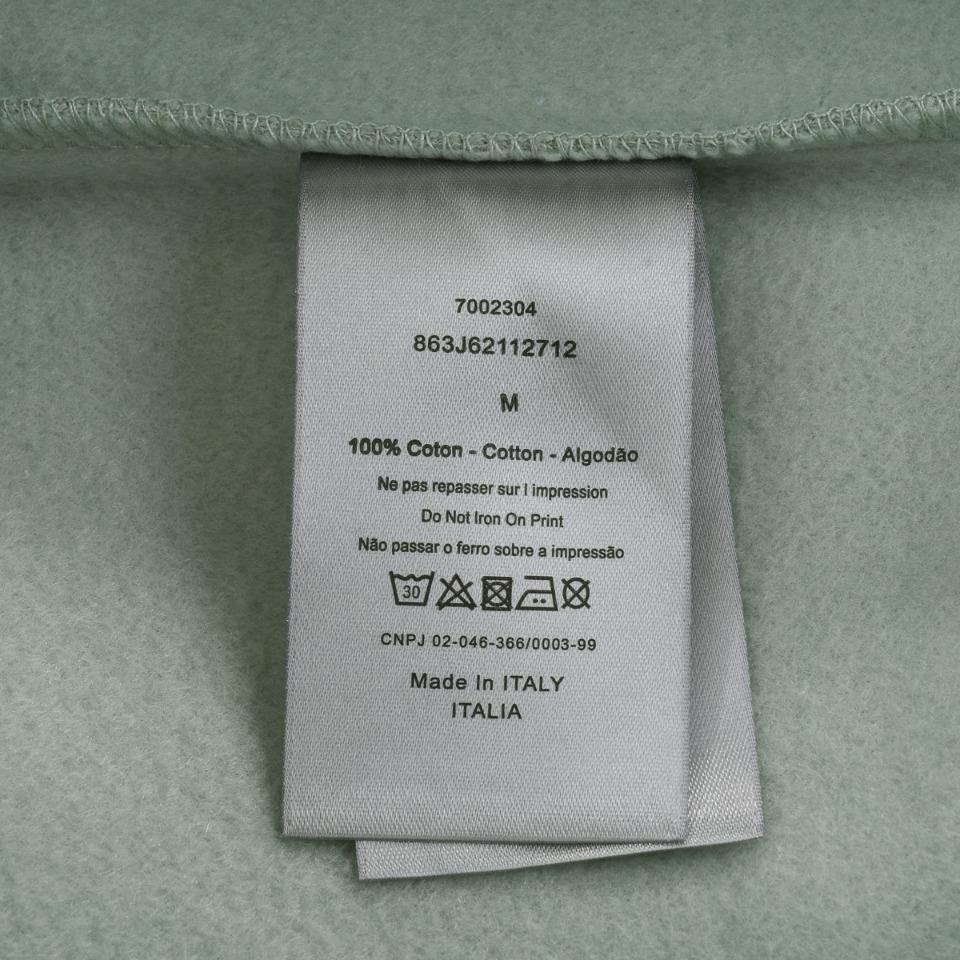 7002304
863J62112712
M
100% Coton - Cotton - Algodão
Ne pas repasser sur l impression
Do Not Iron On Print
Não passar o ferro sobre a impressão
30
CNPJ 02-046-366/0003-99
Made In ITALY
ITALIA